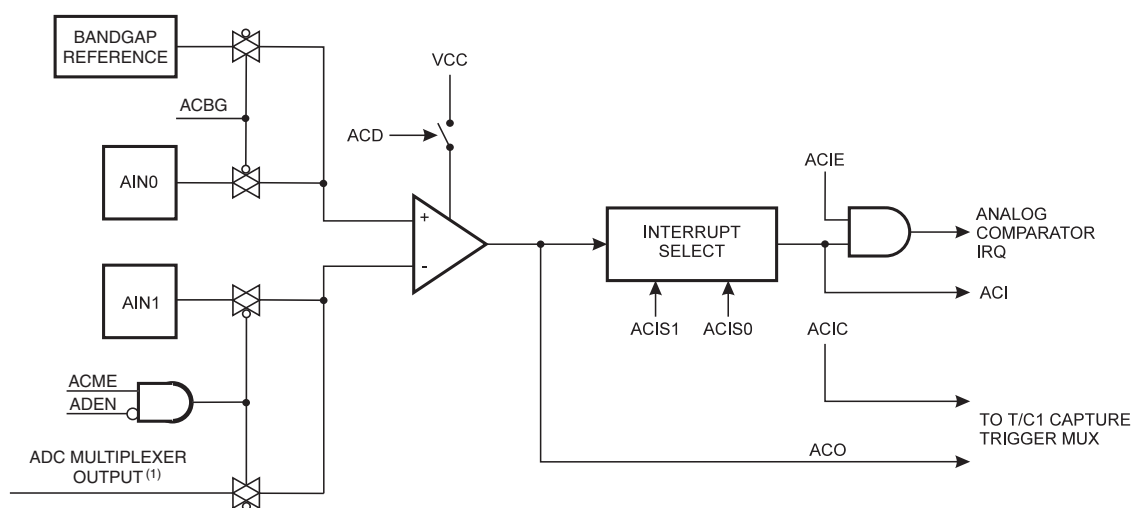 BANDGAP
REFERENCE
ACBG
AIN0
AIN1
ACME
ADEN
ADC MULTIPLEXER
OUTPUT (1)
VCC
ACD
+
-
INTERRUPT
SELECT
ACIS1
ACIS0
ACIE
ANALOG
COMPARATOR
IRQ
ACI
ACIC
TO T/C1 CAPTURE
TRIGGER MUX
ACO